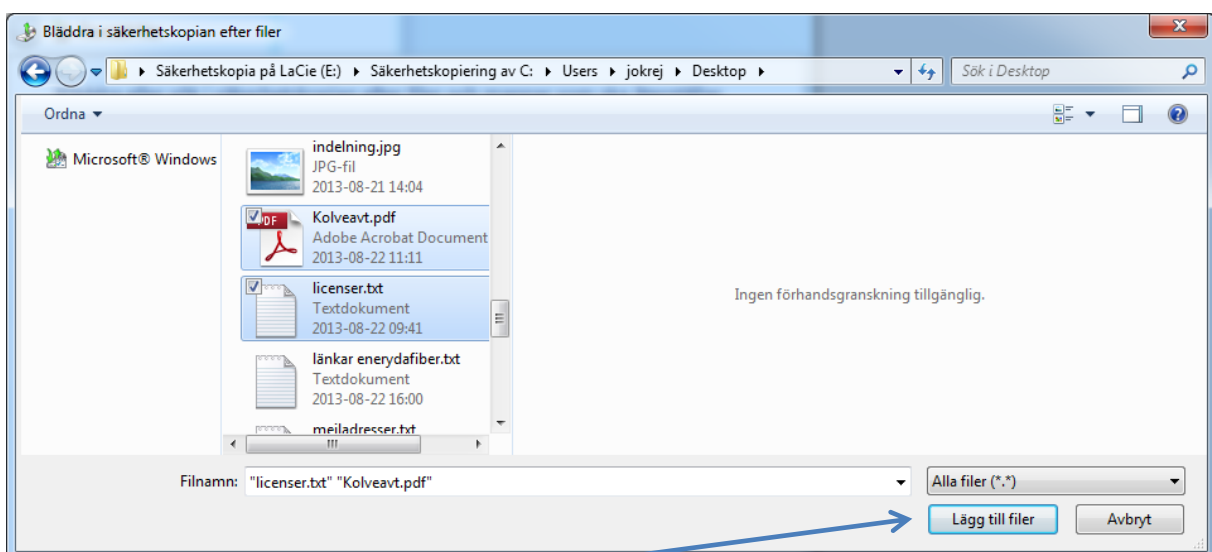 Bläddra i säkerhetskopian efter filer
Säkerhetskopia på LaCie (E:) Säkerhetskopiering av C: Users jokrej Desktop
Sök i Desktop
Ordna
Microsoft® Windows
indelning.jpg
JPG-fil
2013-08-21 14:04
Kolveavt.pdf
Adobe Acrobat Document
2013-08-22 11:11
licenser.txt
Textdokument
2013-08-22 09:41
länkar enerydafiber.txt
Textdokument
2013-08-22 16:00
meiladresser.txt
Ingen förhandsgranskning tillgänglig.
Filnamn: "licenser.txt" "Kolveavt.pdf"
Alla filer (*.*)
Lägg till filer
Avbryt